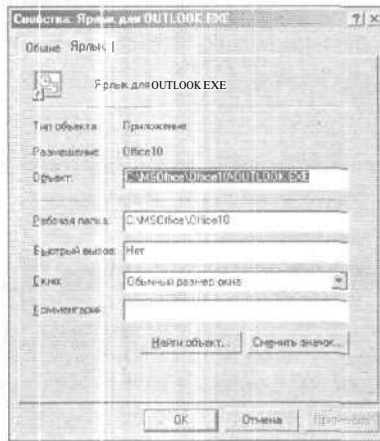 Свойства: Ярлык для OUTLOOK.EXE
Общие Ярлык
Ярлык для OUTLOOK EXE
Тип объекта: Приложение
Размещение: Office10
Объект: C:\MSOffice\Office10\OUTLOOK.EXE
Рабочая папка: C:\MSOffice\Office10
Быстрый вызов: Нет
Окно: Обычный размер окна
Комментарий:
Найти объект... Сменить значок...
OK Отмена Применить